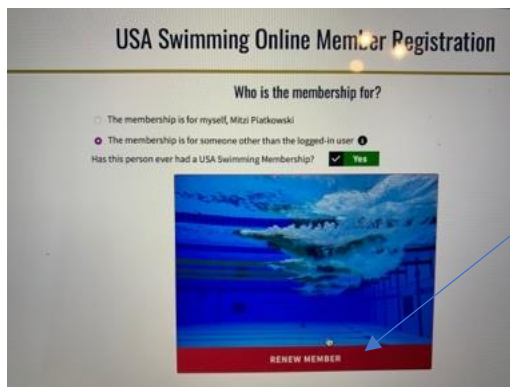 USA Swimming Online Member Registration
Who is the membership for?
The membership is for myself, Mitzi Piatkowski
The membership is for someone other than the logged-in user
Has this person ever had a USA Swimming Membership? Yes
RENEW MEMBER